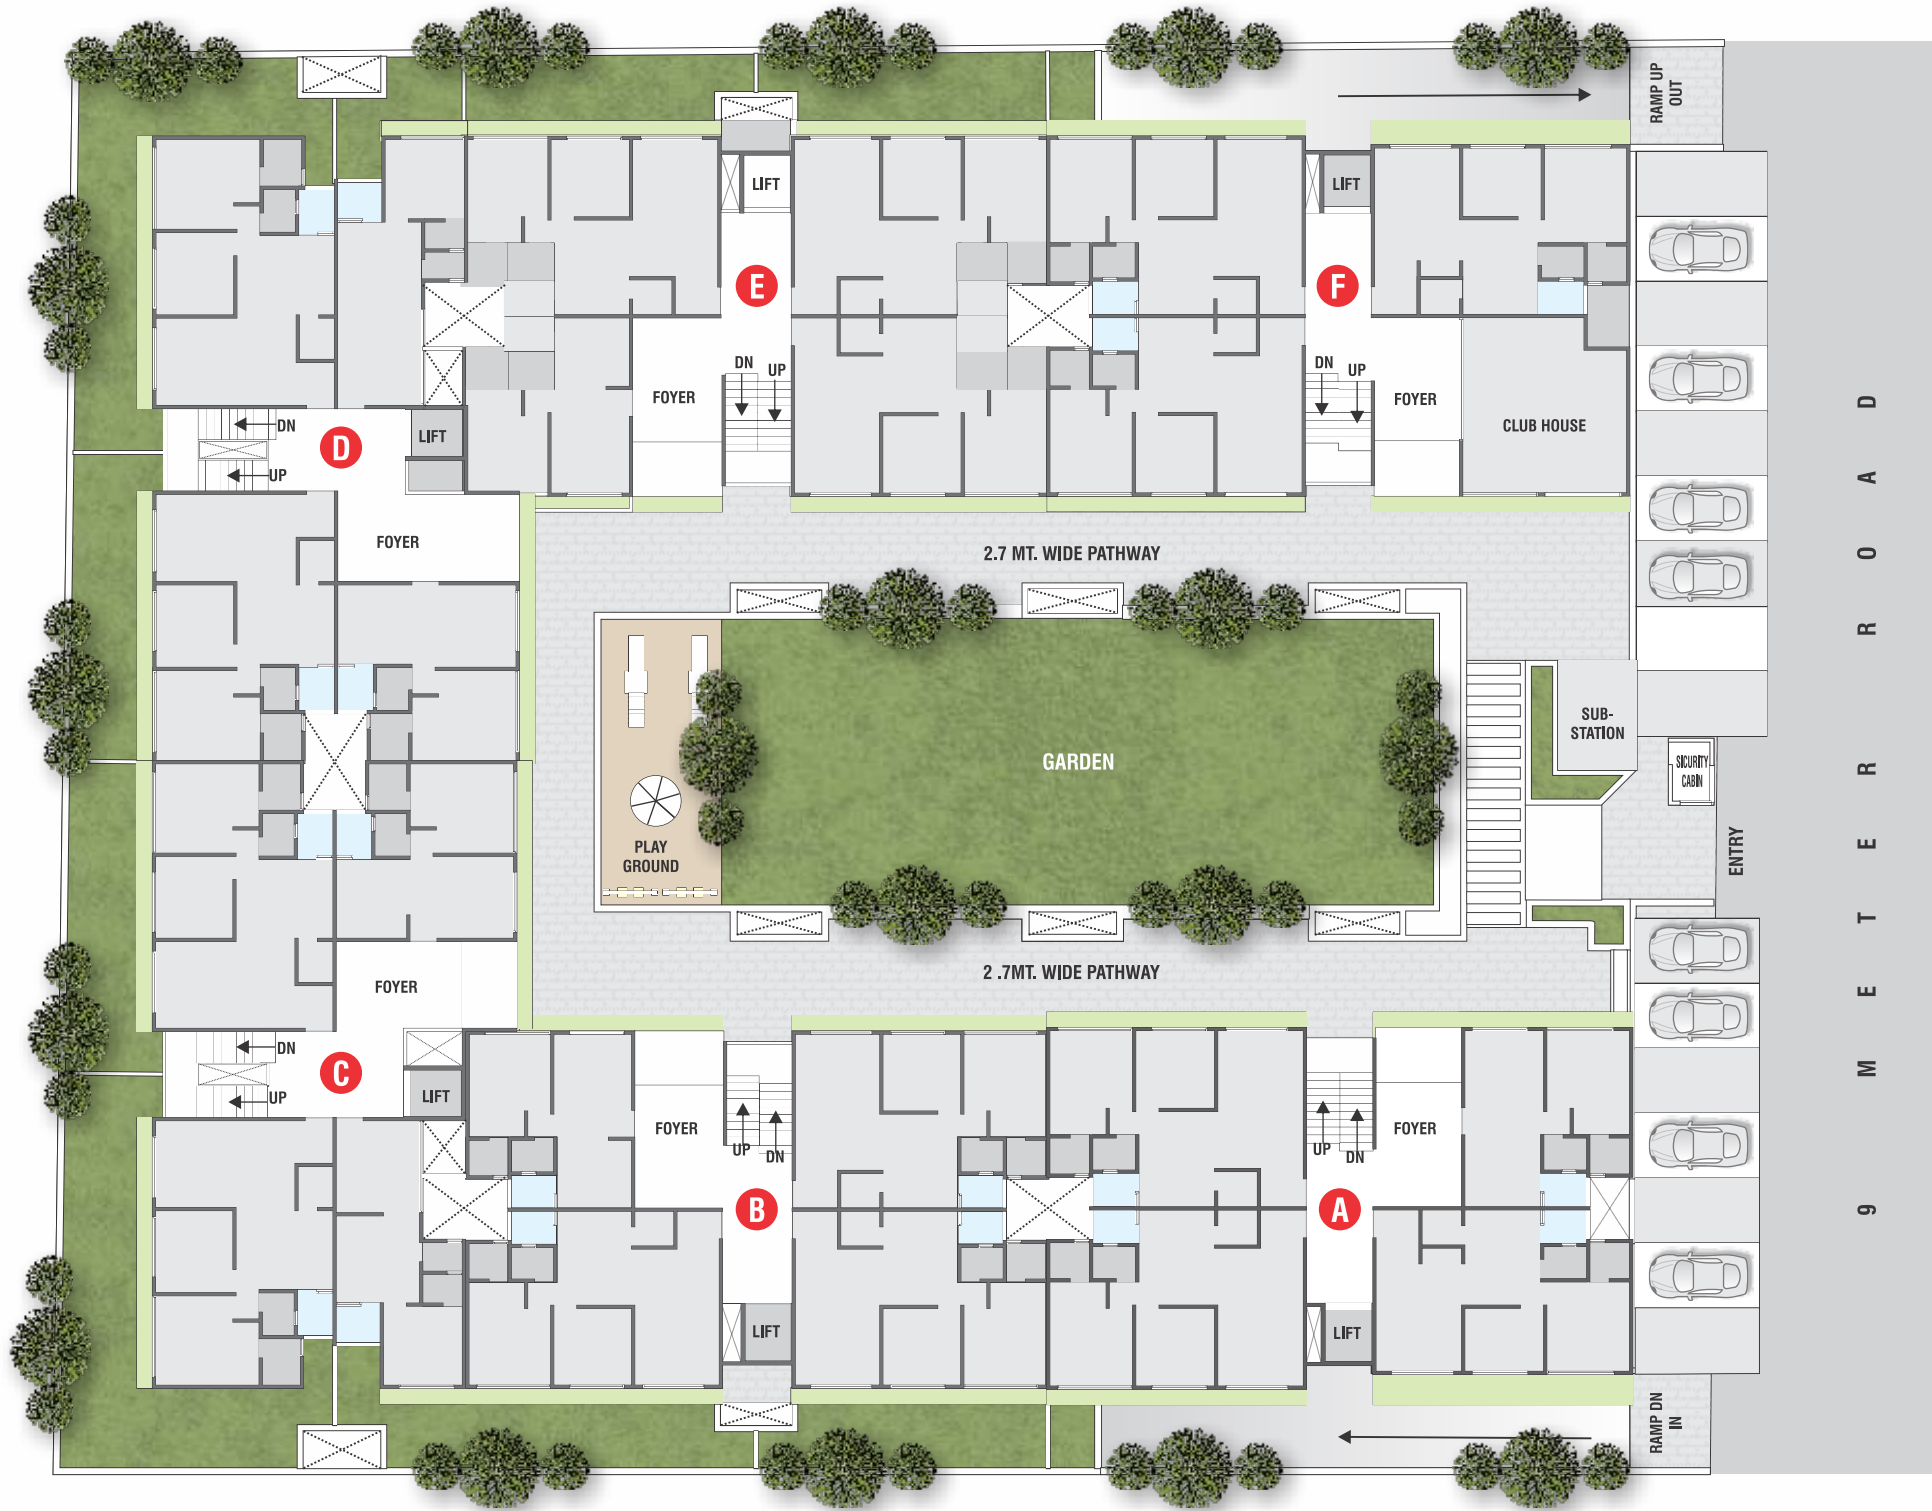 RAMP UP
OUT
LIFT
LIFT
E
F
DN
UP
DN
UP
FOYER
FOYER
CLUB HOUSE
DN
D
LIFT
UP
FOYER
2.7 MT. WIDE PATHWAY
SUB-
STATION
GARDEN
SICURITY
CABIN
PLAY
GROUND
ENTRY
9 METER ROAD
2 .7MT. WIDE PATHWAY
FOYER
DN
C
UP
LIFT
FOYER
UP
DN
B
LIFT
UP
DN
FOYER
A
LIFT
RAMP DN
IN